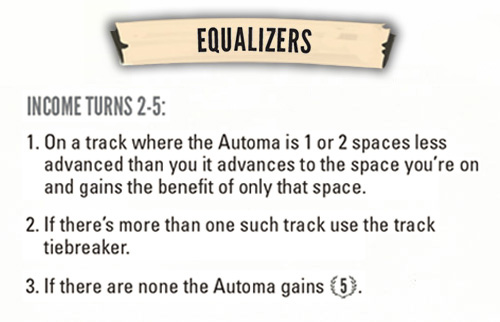 EQUALIZERS
INCOME TURNS 2-5:
1. On a track where the Automa is 1 or 2 spaces less
advanced than you it advances to the space you're on
and gains the benefit of only that space.
2. If there's more than one such track use the track
tiebreaker.
3. If there are none the Automa gains 5.